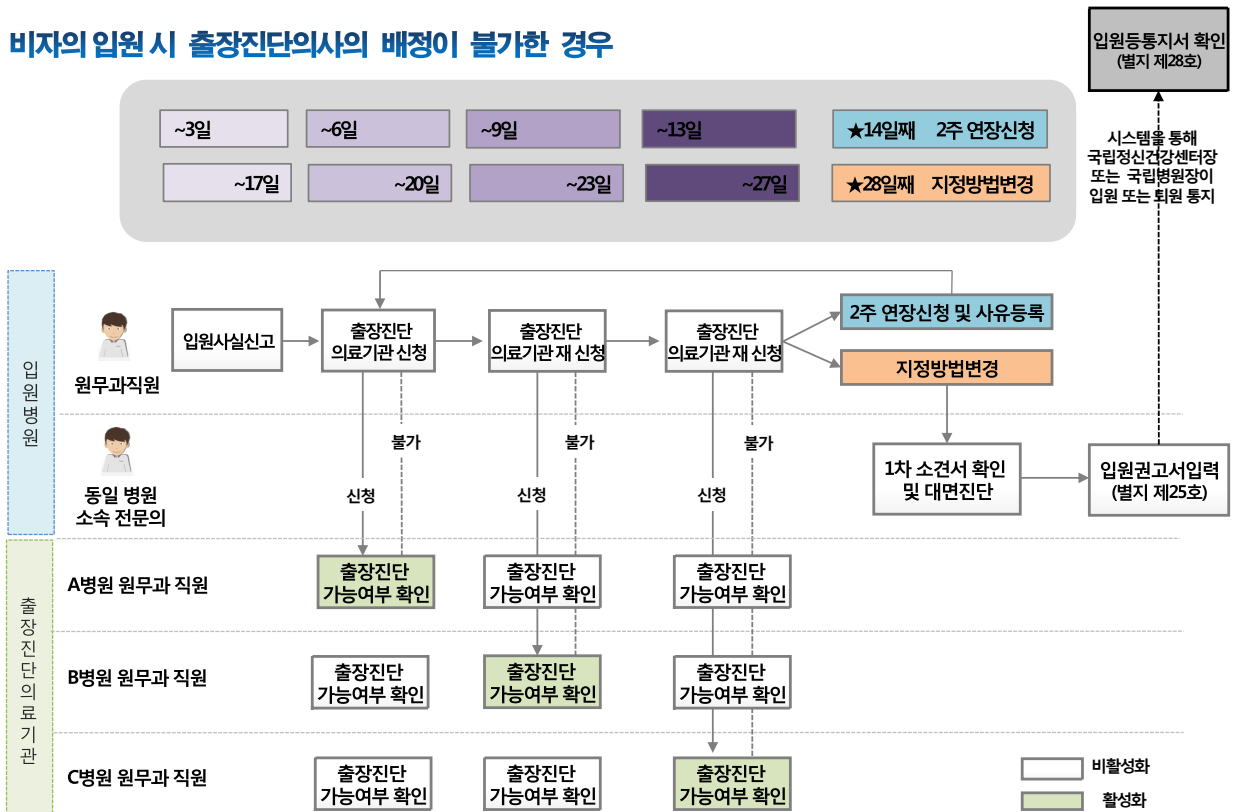 비자의 입원 시 출장진단의사의 배정이 불가한 경우
입원등통지서 확인
(별지 제28호)
~3일
~6일
~9일
~13일
★14일째 2주 연장신청
~17일
~20일
~23일
~27일
★28일째 지정방법변경
시스템을 통해
국립정신건강센터장
또는 국립병원장이
입원 또는 퇴원 통지
입원병원
원무과직원
입원사실신고
출장진단
의료기관 신청
출장진단
의료기관 재 신청
출장진단
의료기관 재 신청
2주 연장신청 및 사유등록
지정방법변경
동일 병원
소속 전문의
신청
불가
신청
불가
신청
불가
1차 소견서 확인
및 대면진단
입원권고서입력
(별지 제25호)
출장진단의료기관
A병원 원무과 직원
출장진단
가능여부 확인
출장진단
가능여부 확인
출장진단
가능여부 확인
B병원 원무과 직원
출장진단
가능여부 확인
출장진단
가능여부 확인
출장진단
가능여부 확인
C병원 원무과 직원
출장진단
가능여부 확인
출장진단
가능여부 확인
출장진단
가능여부 확인
비활성화
활성화